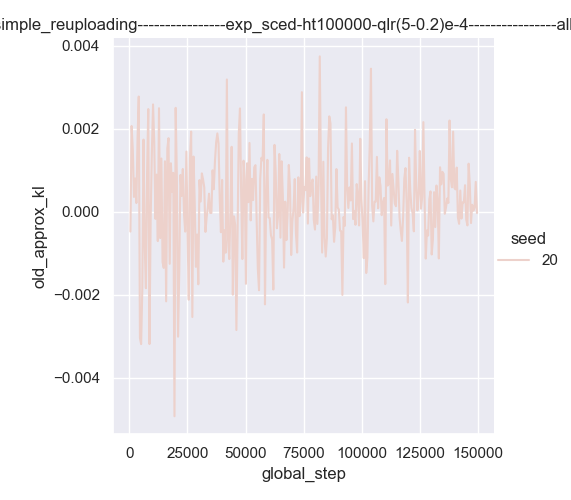 simple_reuploading----------------exp_sced-ht100000-qlr(5-0.2)e-4----------------all
old_approx_kl
0.004
0.002
0.000
−0.002
−0.004
0 25000 50000 75000 100000 125000 150000
global_step
seed
20